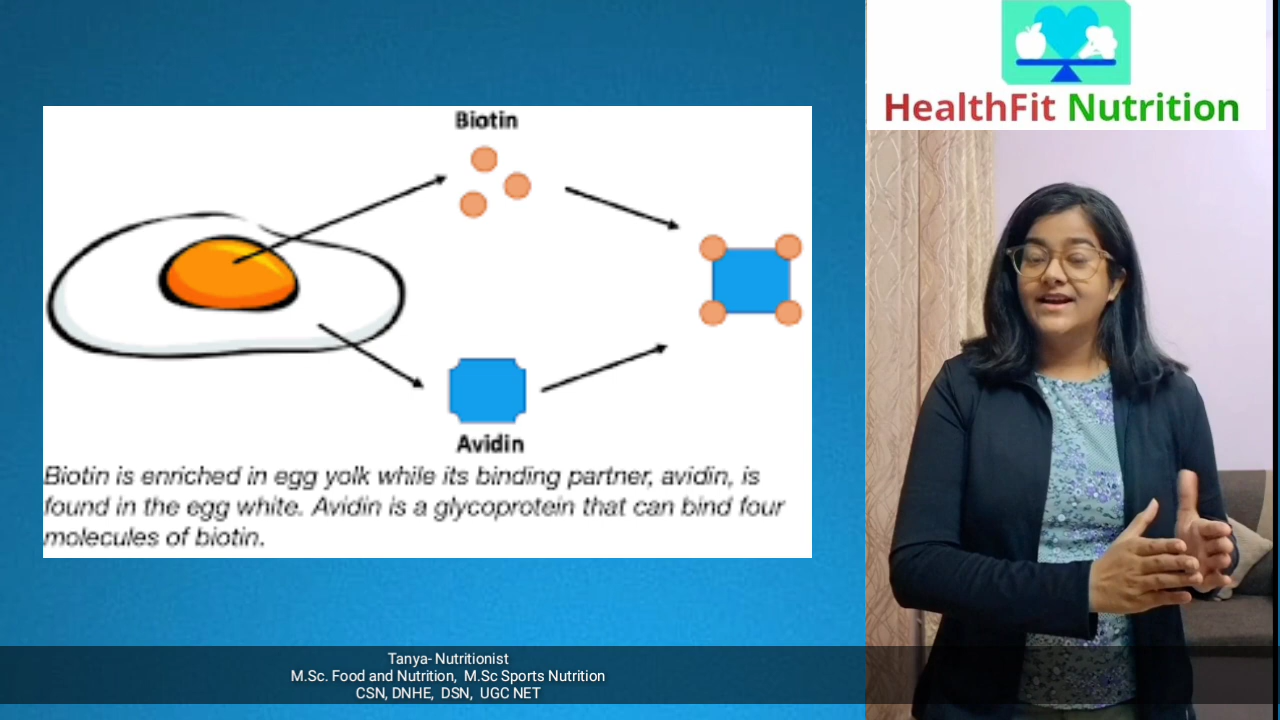 HealthFit Nutrition
Biotin
Avidin
Biotin is enriched in egg yolk while its binding partner, avidin, is
found in the egg white. Avidin is a glycoprotein that can bind four
molecules of biotin.
Tanya- Nutritionist
M.Sc. Food and Nutrition, M.Sc Sports Nutrition
CSN, DNHE, DSN, UGC NET